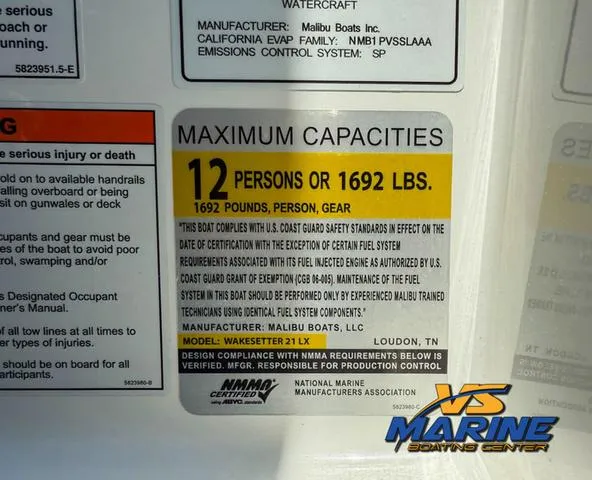 e serious
oach or
unning.
5823951.5-E
WATERCRAFT
MANUFACTURER: Malibu Boats Inc.
CALIFORNIA EVAP FAMILY: NMB1PVSSLAAA
EMISSIONS CONTROL SYSTEM: SP
G
e serious injury or death
old on to available handrails
alling overboard or being
sit on gunwales or deck
cupants and gear must be
es of the boat to avoid poor
rol, swamping and/or
s Designated Occupant
ner's Manual.
of all tow lines at all times to
er types of injuries.
should be on board for all
articipants.
5823980-B
MAXIMUM CAPACITIES
12 PERSONS OR 1692 LBS.
1692 POUNDS, PERSON, GEAR
"THIS BOAT COMPLIES WITH U.S. COAST GUARD SAFETY STANDARDS IN EFFECT ON THE
DATE OF CERTIFICATION WITH THE EXCEPTION OF CERTAIN FUEL SYSTEM
REQUIREMENTS ASSOCIATED WITH ITS FUEL INJECTED ENGINE AS AUTHORIZED BY U.S.
COAST GUARD GRANT OF EXEMPTION (CGB 06-005). MAINTENANCE OF THE FUEL
SYSTEM IN THIS BOAT SHOULD BE PERFORMED ONLY BY EXPERIENCED MALIBU TRAINED
TECHNICIANS USING IDENTICAL FUEL SYSTEM COMPONENTS."
MANUFACTURER: MALIBU BOATS, LLC
MODEL: WAKESETTER 21 LX LOUDON, TN
DESIGN COMPLIANCE WITH NMMA REQUIREMENTS BELOW IS
VERIFIED. MFGR. RESPONSIBLE FOR PRODUCTION CONTROL
NMMA
CERTIFIED
using ABYC standards
NATIONAL MARINE
MANUFACTURERS ASSOCIATION
5823980-C
VS
MARINE
BOATING CENTER